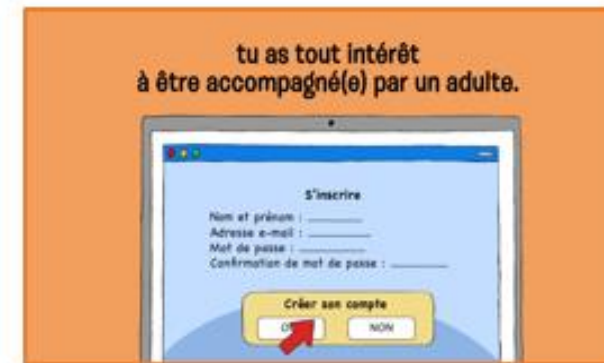 tu as tout intérêt
à être accompagné(e) par un adulte.
S'inscrire
Nom et prénom :
Adresse e-mail :
Mot de passe :
Confirmation de mot de passe :
Créer son compte
NON